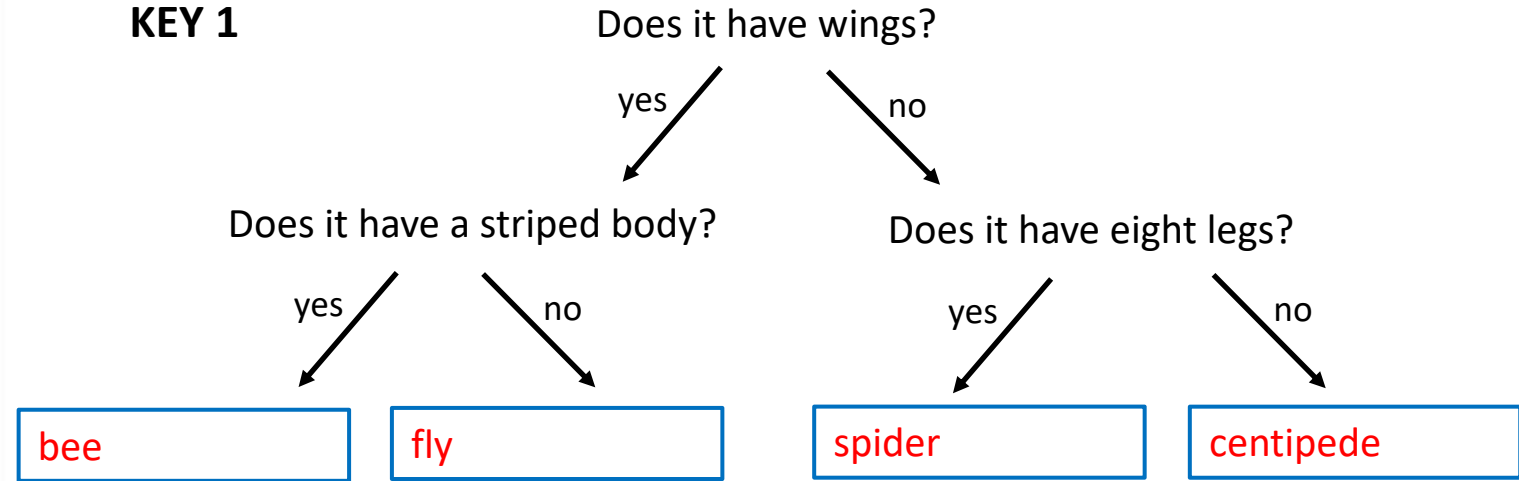 KEY 1
Does it have wings?
yes
no
Does it have a striped body?
Does it have eight legs?
yes
no
yes
no
bee
fly
spider
centipede